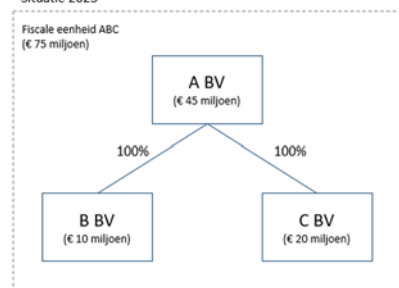 Fiscale eenheid ABC
(€ 75 miljoen)
A BV
(€ 45 miljoen)
100%
100%
B BV
(€ 10 miljoen)
C BV
(€ 20 miljoen)